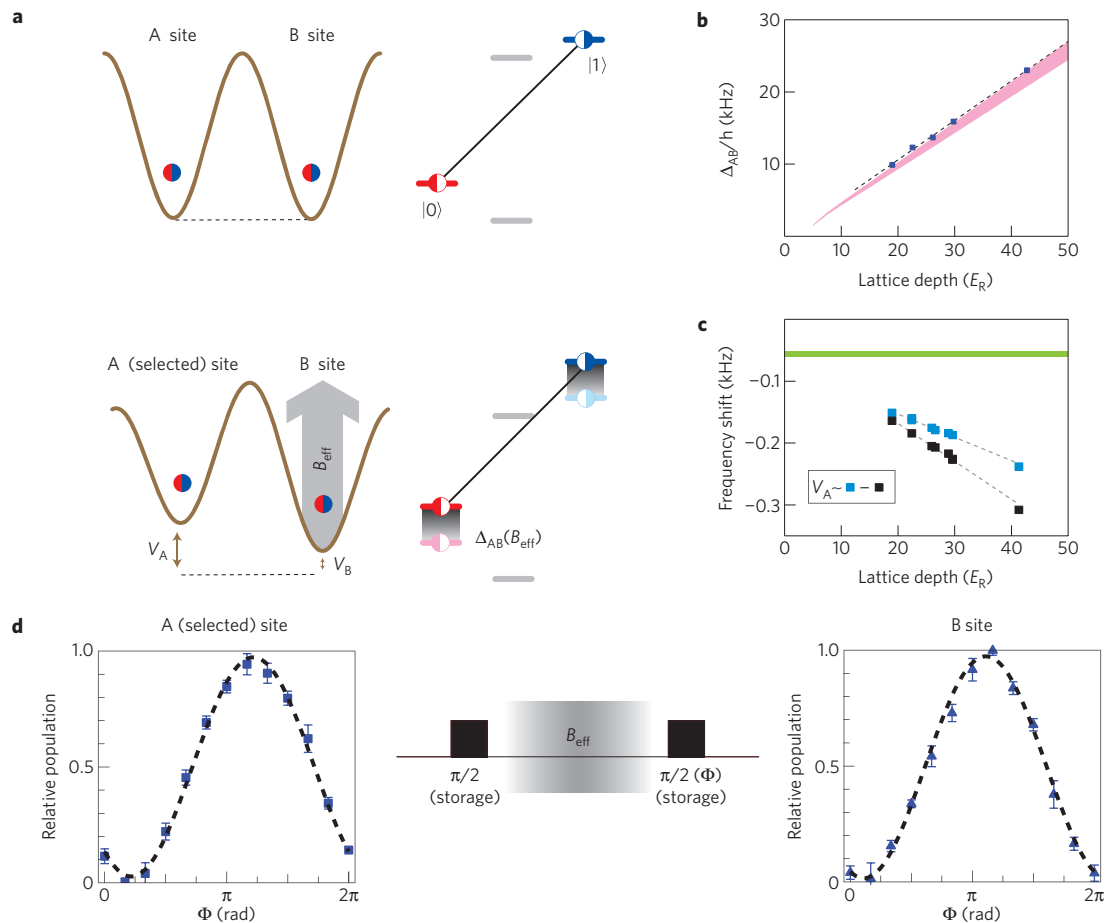 a
A site
B site
|1⟩
|0⟩
A (selected) site
B site
B_eff
V_A
V_B
Δ_AB(B_eff)
b
Δ_AB/h (kHz)
30
20
10
0
10
20
30
40
50
Lattice depth (E_R)
c
Frequency shift (kHz)
−0.1
−0.2
−0.3
V_A ~ –
0
10
20
30
40
50
Lattice depth (E_R)
d
A (selected) site
Relative population
1.0
0.5
0
0
π
2π
Φ (rad)
B_eff
π/2
(storage)
π/2 (Φ)
(storage)
B site
Relative population
1.0
0.5
0
0
π
2π
Φ (rad)